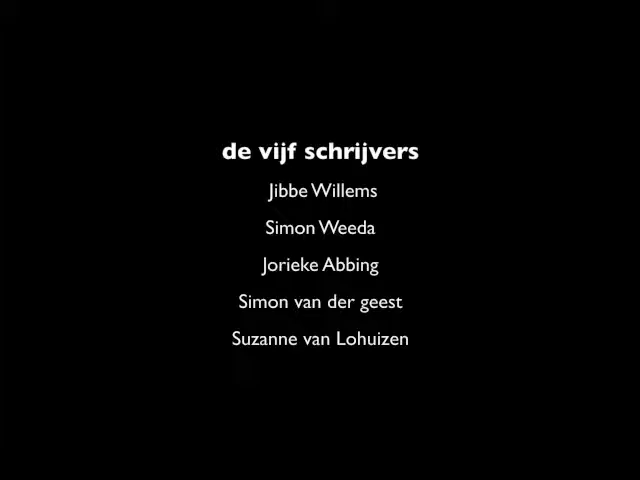 de vijf schrijvers
Jibbe Willems
Simon Weeda
Jorieke Abbing
Simon van der geest
Suzanne van Lohuizen